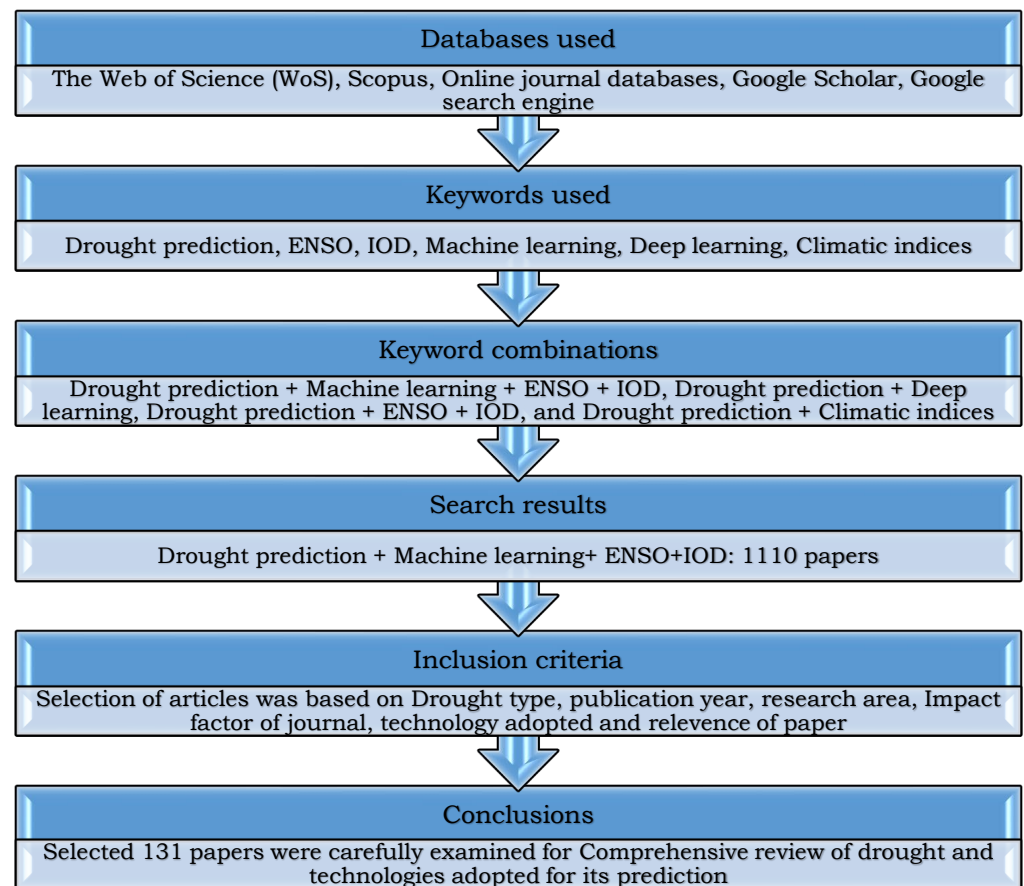 Databases used
The Web of Science (WoS), Scopus, Online journal databases, Google Scholar, Google
search engine
Keywords used
Drought prediction, ENSO, IOD, Machine learning, Deep learning, Climatic indices
Keyword combinations
Drought prediction + Machine learning + ENSO + IOD, Drought prediction + Deep
learning, Drought prediction + ENSO + IOD, and Drought prediction + Climatic indices
Search results
Drought prediction + Machine learning+ ENSO+IOD: 1110 papers
Inclusion criteria
Selection of articles was based on Drought type, publication year, research area, Impact
factor of journal, technology adopted and relevence of paper
Conclusions
Selected 131 papers were carefully examined for Comprehensive review of drought and
technologies adopted for its prediction